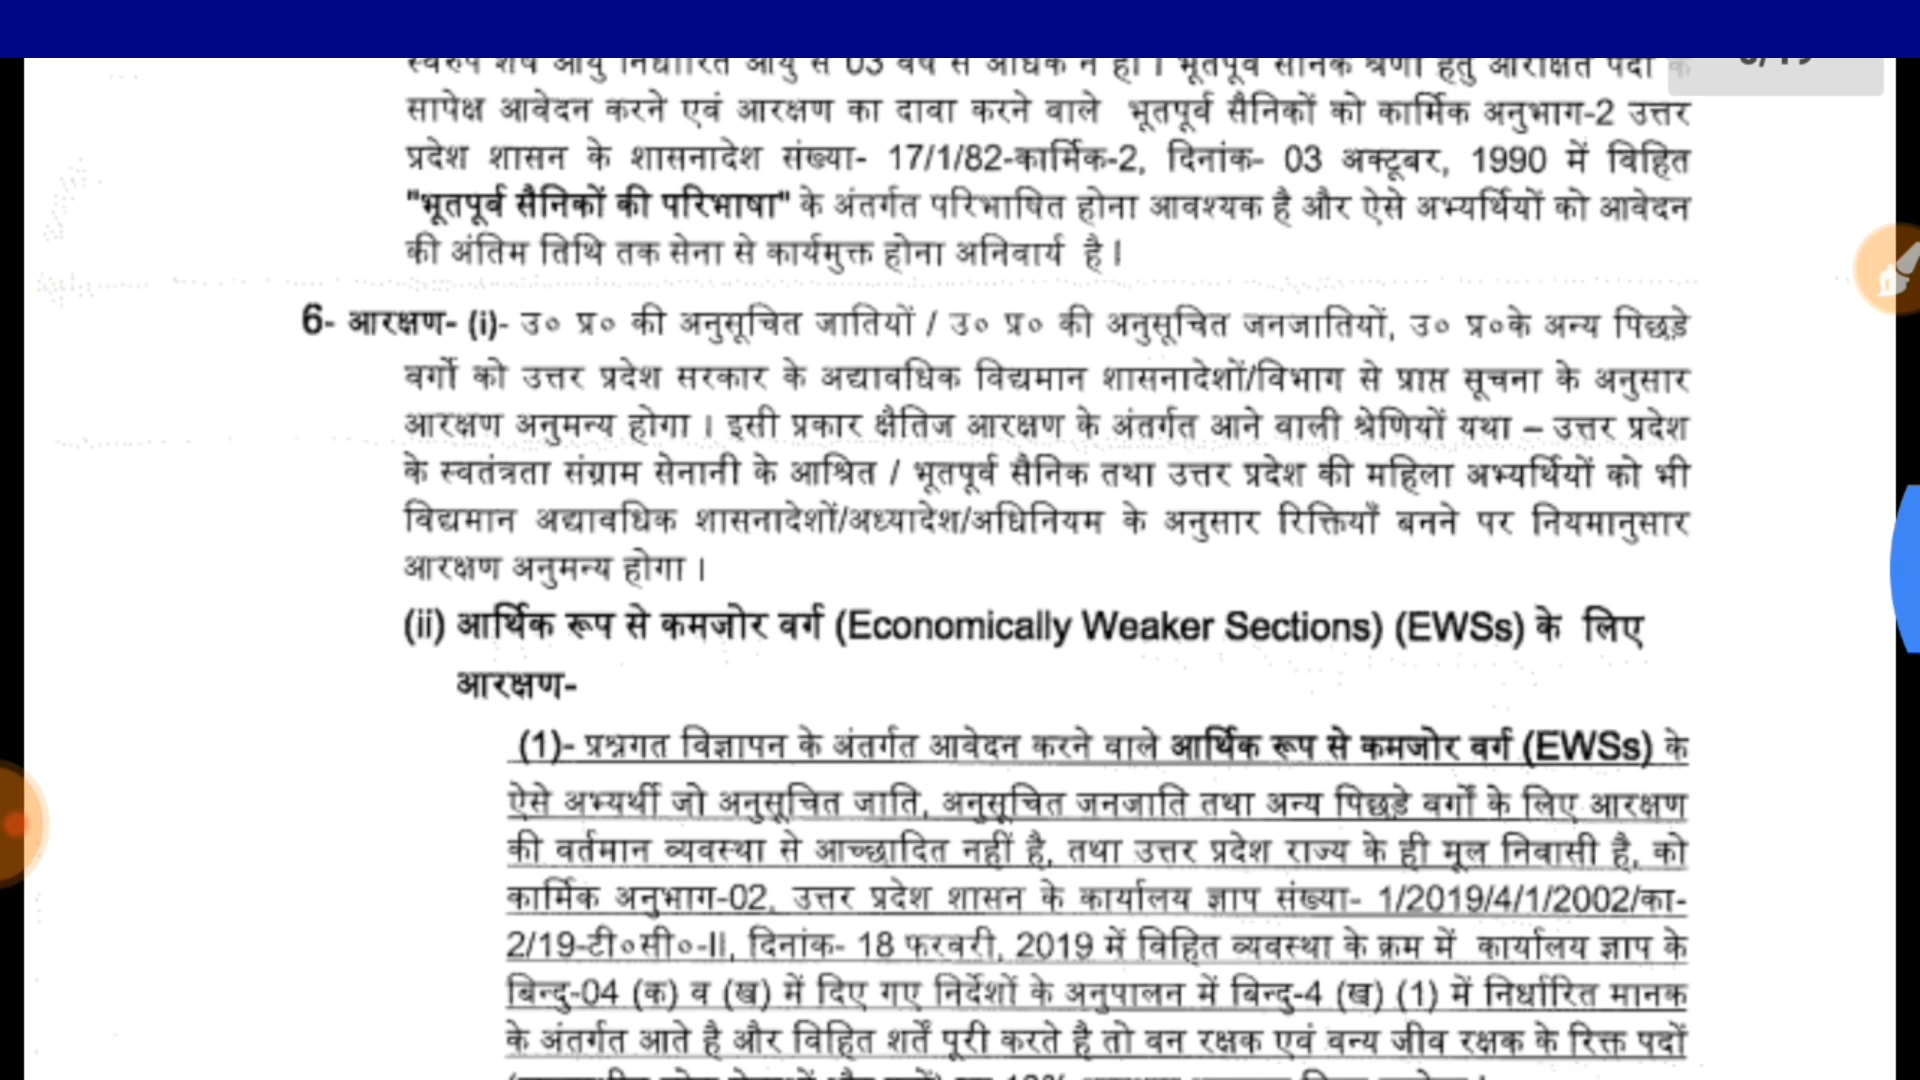 स्वरुप शेष आयु निर्धारित आयु से 03 वर्ष से अधिक न हो । भूतपूर्व सैनिक श्रेणी हेतु आरक्षित पदों के
सापेक्ष आवेदन करने एवं आरक्षण का दावा करने वाले भूतपूर्व सैनिकों को कार्मिक अनुभाग-2 उत्तर
प्रदेश शासन के शासनादेश संख्या- 17/1/82-कार्मिक-2, दिनांक- 03 अक्टूबर, 1990 में विहित
"भूतपूर्व सैनिकों की परिभाषा" के अंतर्गत परिभाषित होना आवश्यक है और ऐसे अभ्यर्थियों को आवेदन
की अंतिम तिथि तक सेना से कार्यमुक्त होना अनिवार्य है ।
6- आरक्षण- (i)- उ० प्र० की अनुसूचित जातियों / उ० प्र० की अनुसूचित जनजातियों, उ० प्र०के अन्य पिछड़े
वर्गो को उत्तर प्रदेश सरकार के अद्यावधिक विद्यमान शासनादेशों/विभाग से प्राप्त सूचना के अनुसार
आरक्षण अनुमन्य होगा । इसी प्रकार क्षैतिज आरक्षण के अंतर्गत आने वाली श्रेणियों यथा – उत्तर प्रदेश
के स्वतंत्रता संग्राम सेनानी के आश्रित / भूतपूर्व सैनिक तथा उत्तर प्रदेश की महिला अभ्यर्थियों को भी
विद्यमान अद्यावधिक शासनादेशों/अध्यादेश/अधिनियम के अनुसार रिक्तियाँ बनने पर नियमानुसार
आरक्षण अनुमन्य होगा ।
(ii) आर्थिक रूप से कमजोर वर्ग (Economically Weaker Sections) (EWSs) के लिए
आरक्षण-
(1)- प्रश्नगत विज्ञापन के अंतर्गत आवेदन करने वाले आर्थिक रूप से कमजोर वर्ग (EWSs) के
ऐसे अभ्यर्थी जो अनुसूचित जाति, अनुसूचित जनजाति तथा अन्य पिछड़े वर्गों के लिए आरक्षण
की वर्तमान व्यवस्था से आच्छादित नहीं है, तथा उत्तर प्रदेश राज्य के ही मूल निवासी है, को
कार्मिक अनुभाग-02, उत्तर प्रदेश शासन के कार्यालय ज्ञाप संख्या- 1/2019/4/1/2002/का-
2/19-टी०सी०-II, दिनांक- 18 फरवरी, 2019 में विहित व्यवस्था के क्रम में कार्यालय ज्ञाप के
बिन्दु-04 (क) व (ख) में दिए गए निर्देशों के अनुपालन में बिन्दु-4 (ख) (1) में निर्धारित मानक
के अंतर्गत आते है और विहित शर्ते पूरी करते है तो वन रक्षक एवं वन्य जीव रक्षक के रिक्त पदों